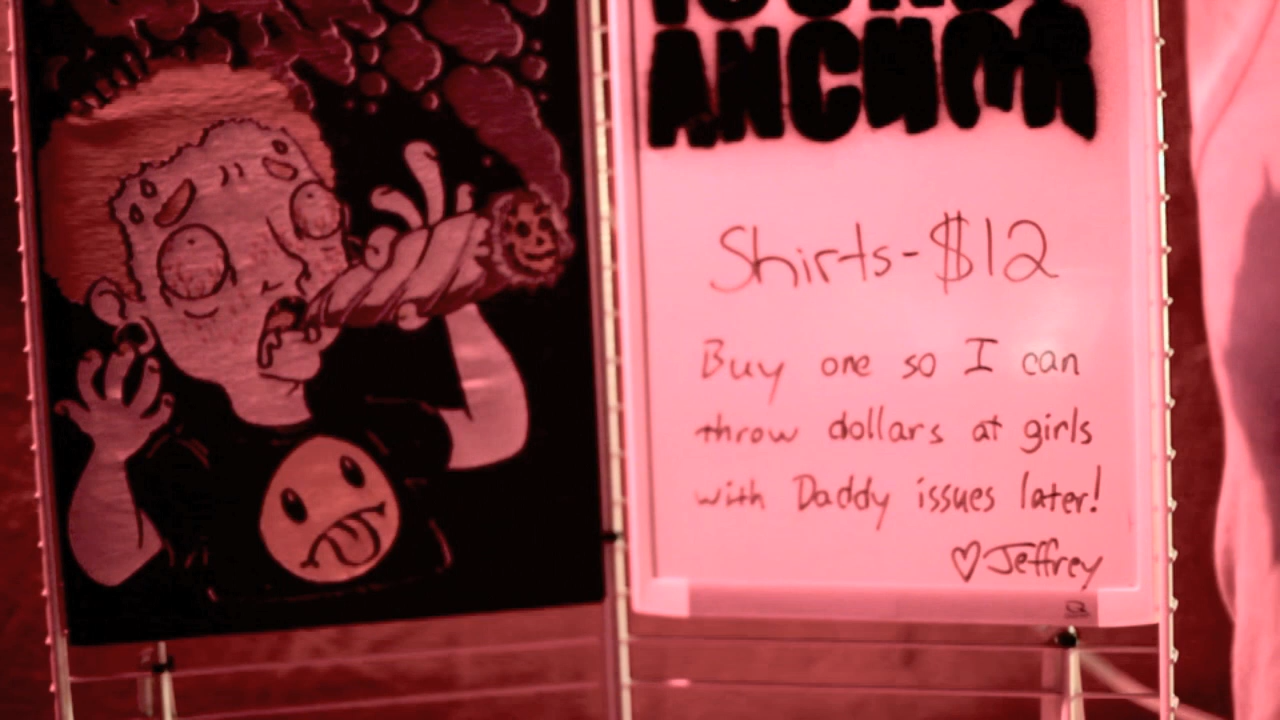 ANCHOR
Shirts-$12
Buy one so I can
throw dollars at girls
with Daddy issues later!
♡Jeffrey